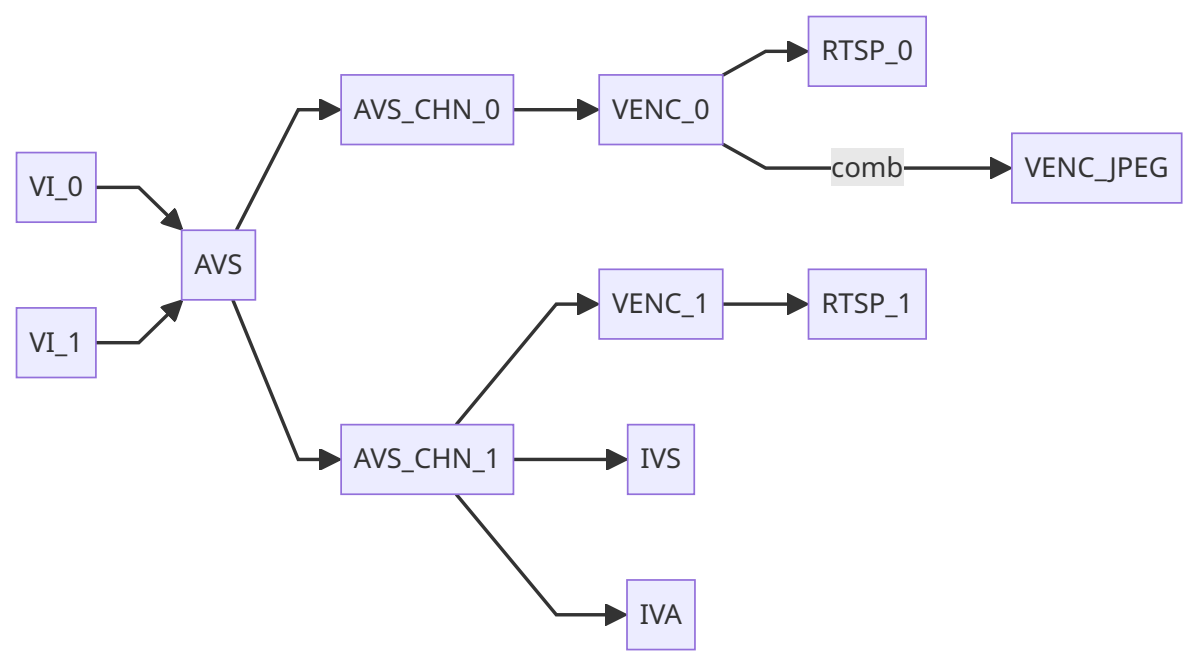 RTSP_0
AVS_CHN_0
VENC_0
comb
VENC_JPEG
VI_0
AVS
VI_1
VENC_1
RTSP_1
AVS_CHN_1
IVS
IVA